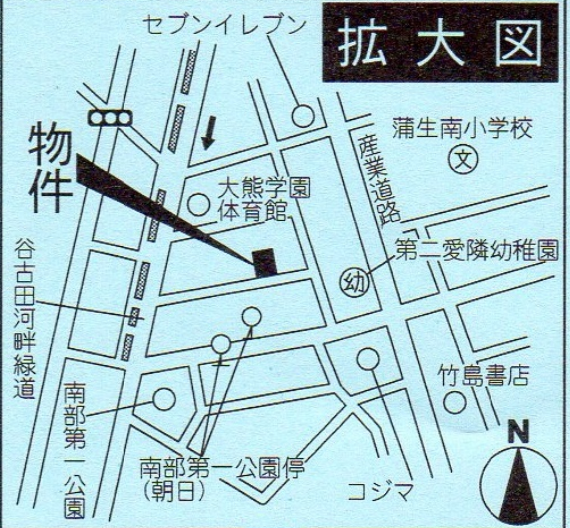 セブンイレブン
拡大図
物件
蒲生南小学校
文
産業道路
大熊学園
体育館
第二愛隣幼稚園
幼
谷古田河畔緑道
竹島書店
南部第一公園
南部第一公園停
(朝日)
コジマ
N